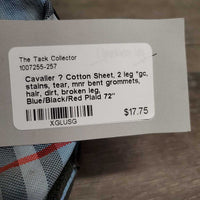 The Tack Collector
1007255-257
Cavalier ? Cotton Sheet, 2 leg *gc,
stains, tear, mnr bent grommets,
hair, dirt, broken leg,
Blue/Black/Red Plaid 72"
$17.75
XGLUSG